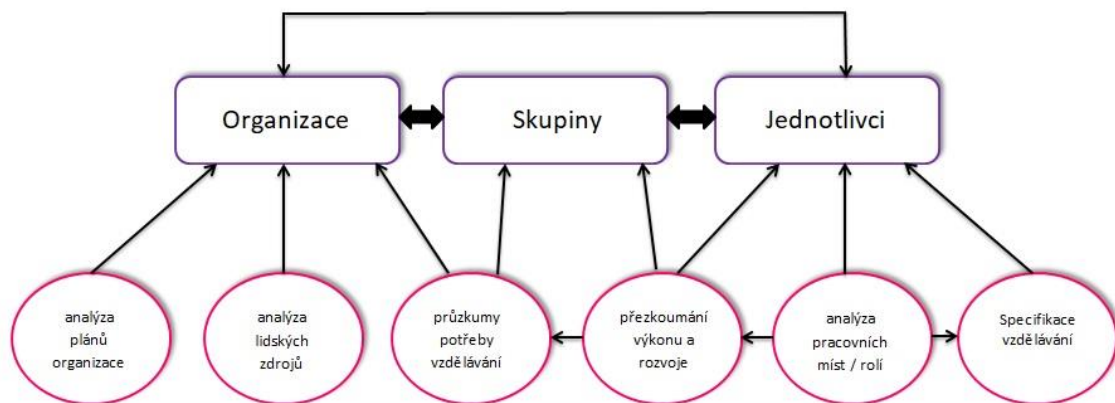 Organizace
Skupiny
Jednotlivci
analýza
plánů
organizace
analýza
lidských
zdrojů
průzkumy
potřeby
vzdělávání
přezkoumání
výkonu a
rozvoje
analýza
pracovních
míst / rolí
Specifikace
vzdělávání